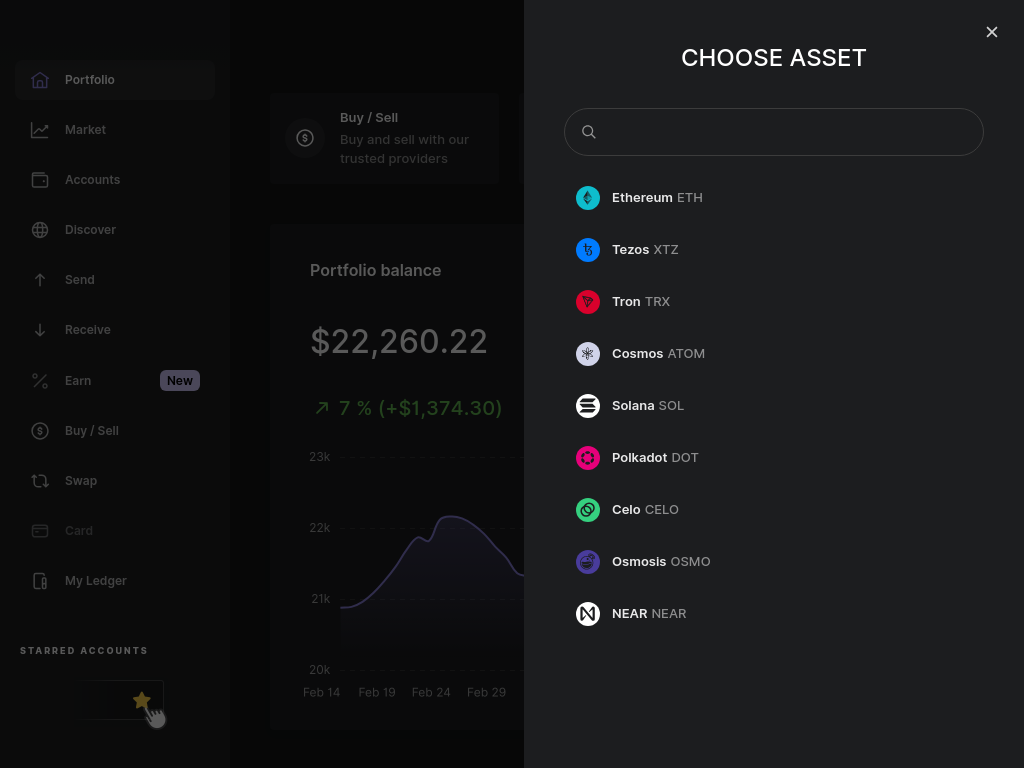 Portfolio
Market
Accounts
Discover
Send
Receive
Earn New
Buy / Sell
Swap
Card
My Ledger
STARRED ACCOUNTS
Buy / Sell
Buy and sell with our
trusted providers
Portfolio balance
$22,260.22
7 % (+$1,374.30)
23k
22k
21k
20k
Feb 14 Feb 19 Feb 24 Feb 29
CHOOSE ASSET
Ethereum ETH
Tezos XTZ
Tron TRX
Cosmos ATOM
Solana SOL
Polkadot DOT
Celo CELO
Osmosis OSMO
NEAR NEAR